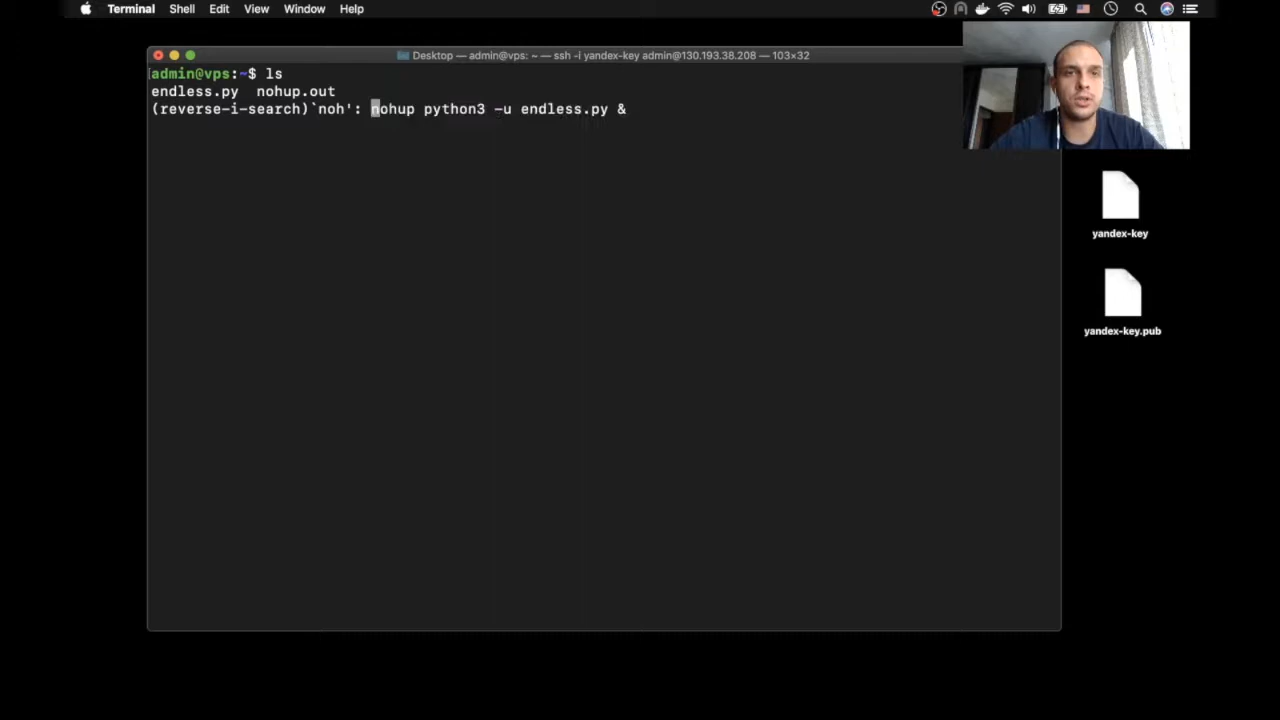 Terminal Shell Edit View Window Help
Desktop — admin@vps: ~ — ssh -i yandex-key admin@130.193.38.208 — 103×32
[admin@vps:~$ ls
endless.py  nohup.out
(reverse-i-search)`noh': nohup python3 -u endless.py &
yandex-key
yandex-key.pub